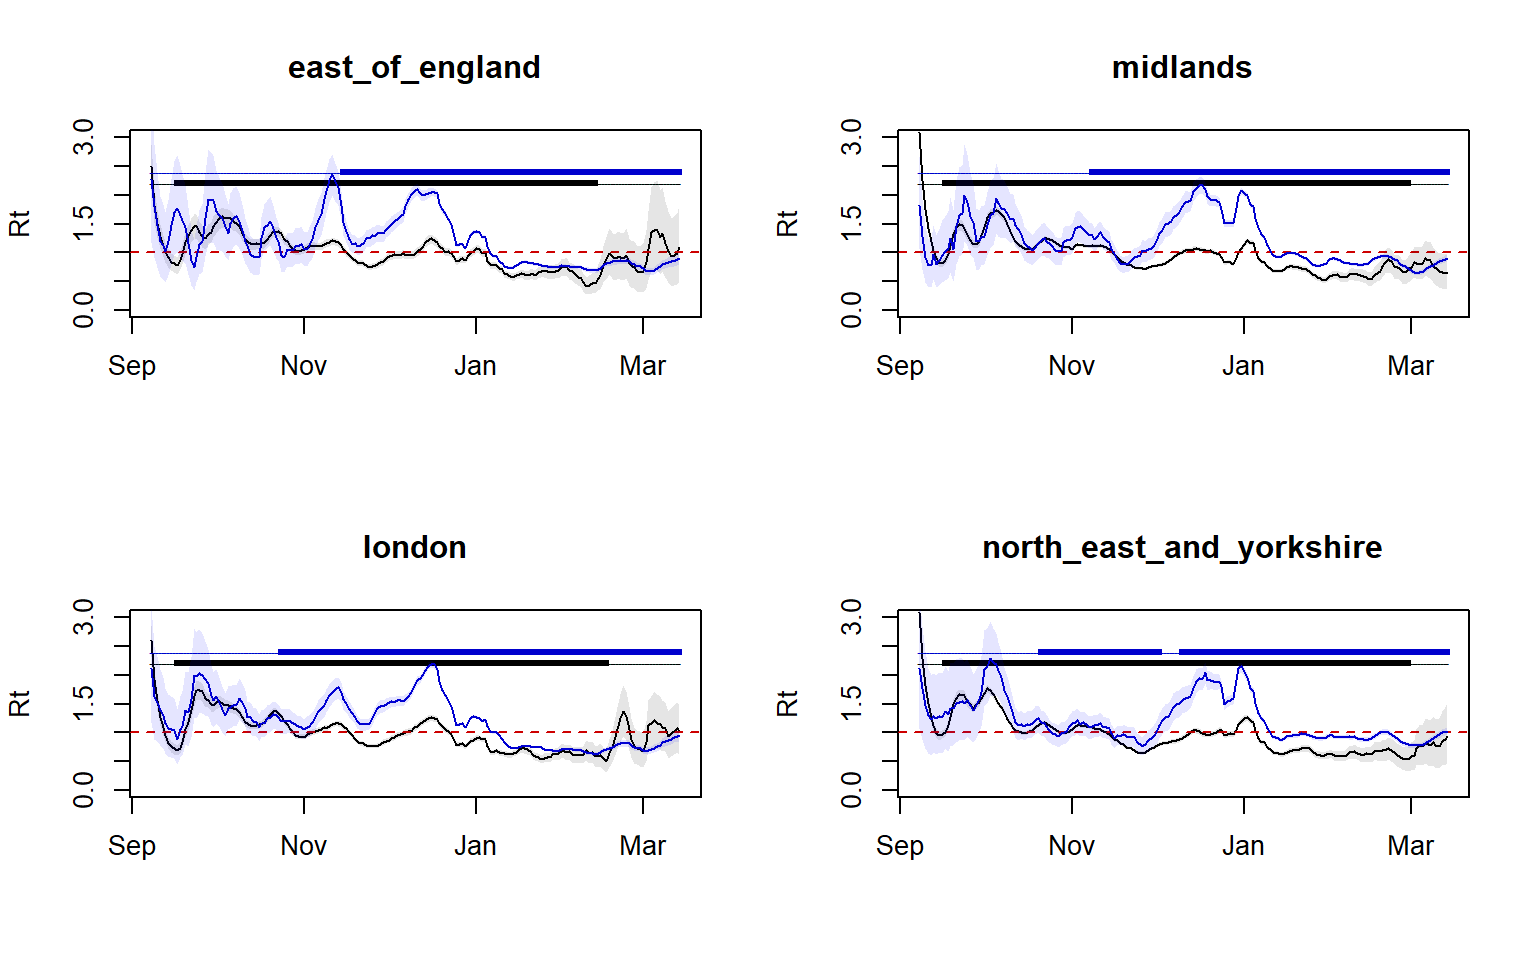 east_of_england
Rt
3.0
1.5
0.0
Sep Nov Jan Mar
midlands
Rt
3.0
1.5
0.0
Sep Nov Jan Mar
london
Rt
3.0
1.5
0.0
Sep Nov Jan Mar
north_east_and_yorkshire
Rt
3.0
1.5
0.0
Sep Nov Jan Mar